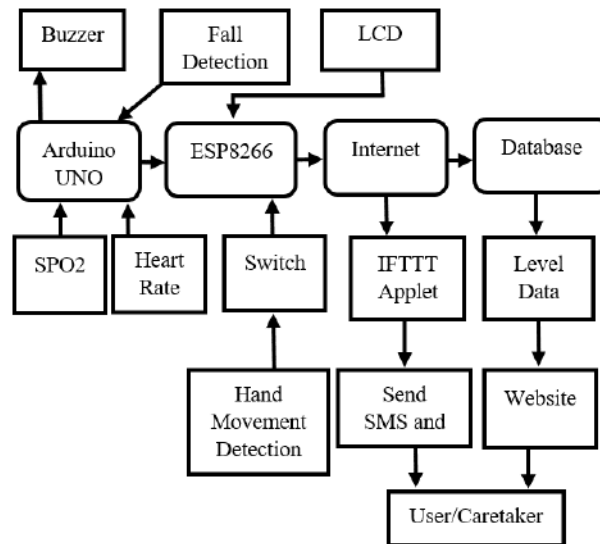 Buzzer
Fall
Detection
LCD
Arduino
UNO
ESP8266
Internet
Database
SPO2
Heart
Rate
Switch
IFTTT
Applet
Level
Data
Hand
Movement
Detection
Send
SMS and
Website
User/Caretaker